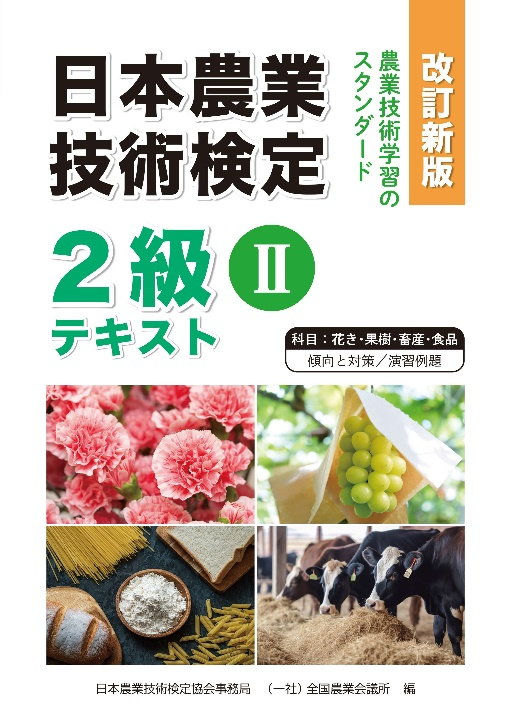 改訂新版
農業技術学習の
スタンダード
日本農業
技術検定
2級 Ⅱ
テキスト
科目:花き・果樹・畜産・食品
傾向と対策/演習例題
日本農業技術検定協会事務局 (一社)全国農業会議所 編